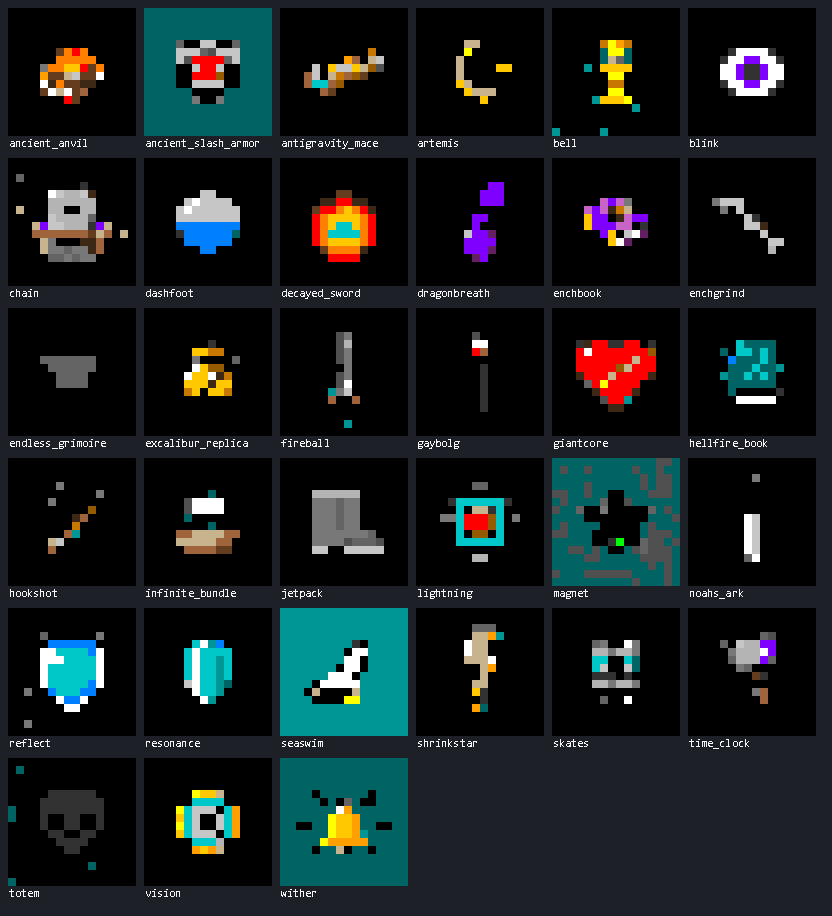 ancient_anvil ancient_slash_armor antigravity_mace artemis bell blink
chain dashfoot decayed_sword dragonbreath enchbook enchgrind
endless_grimoire excalibur_replica fireball gaybolg giantcore hellfire_book
hookshot infinite_bundle jetpack lightning magnet noahs_ark
reflect resonance seaswim shrinkstar skates time_clock
totem vision wither